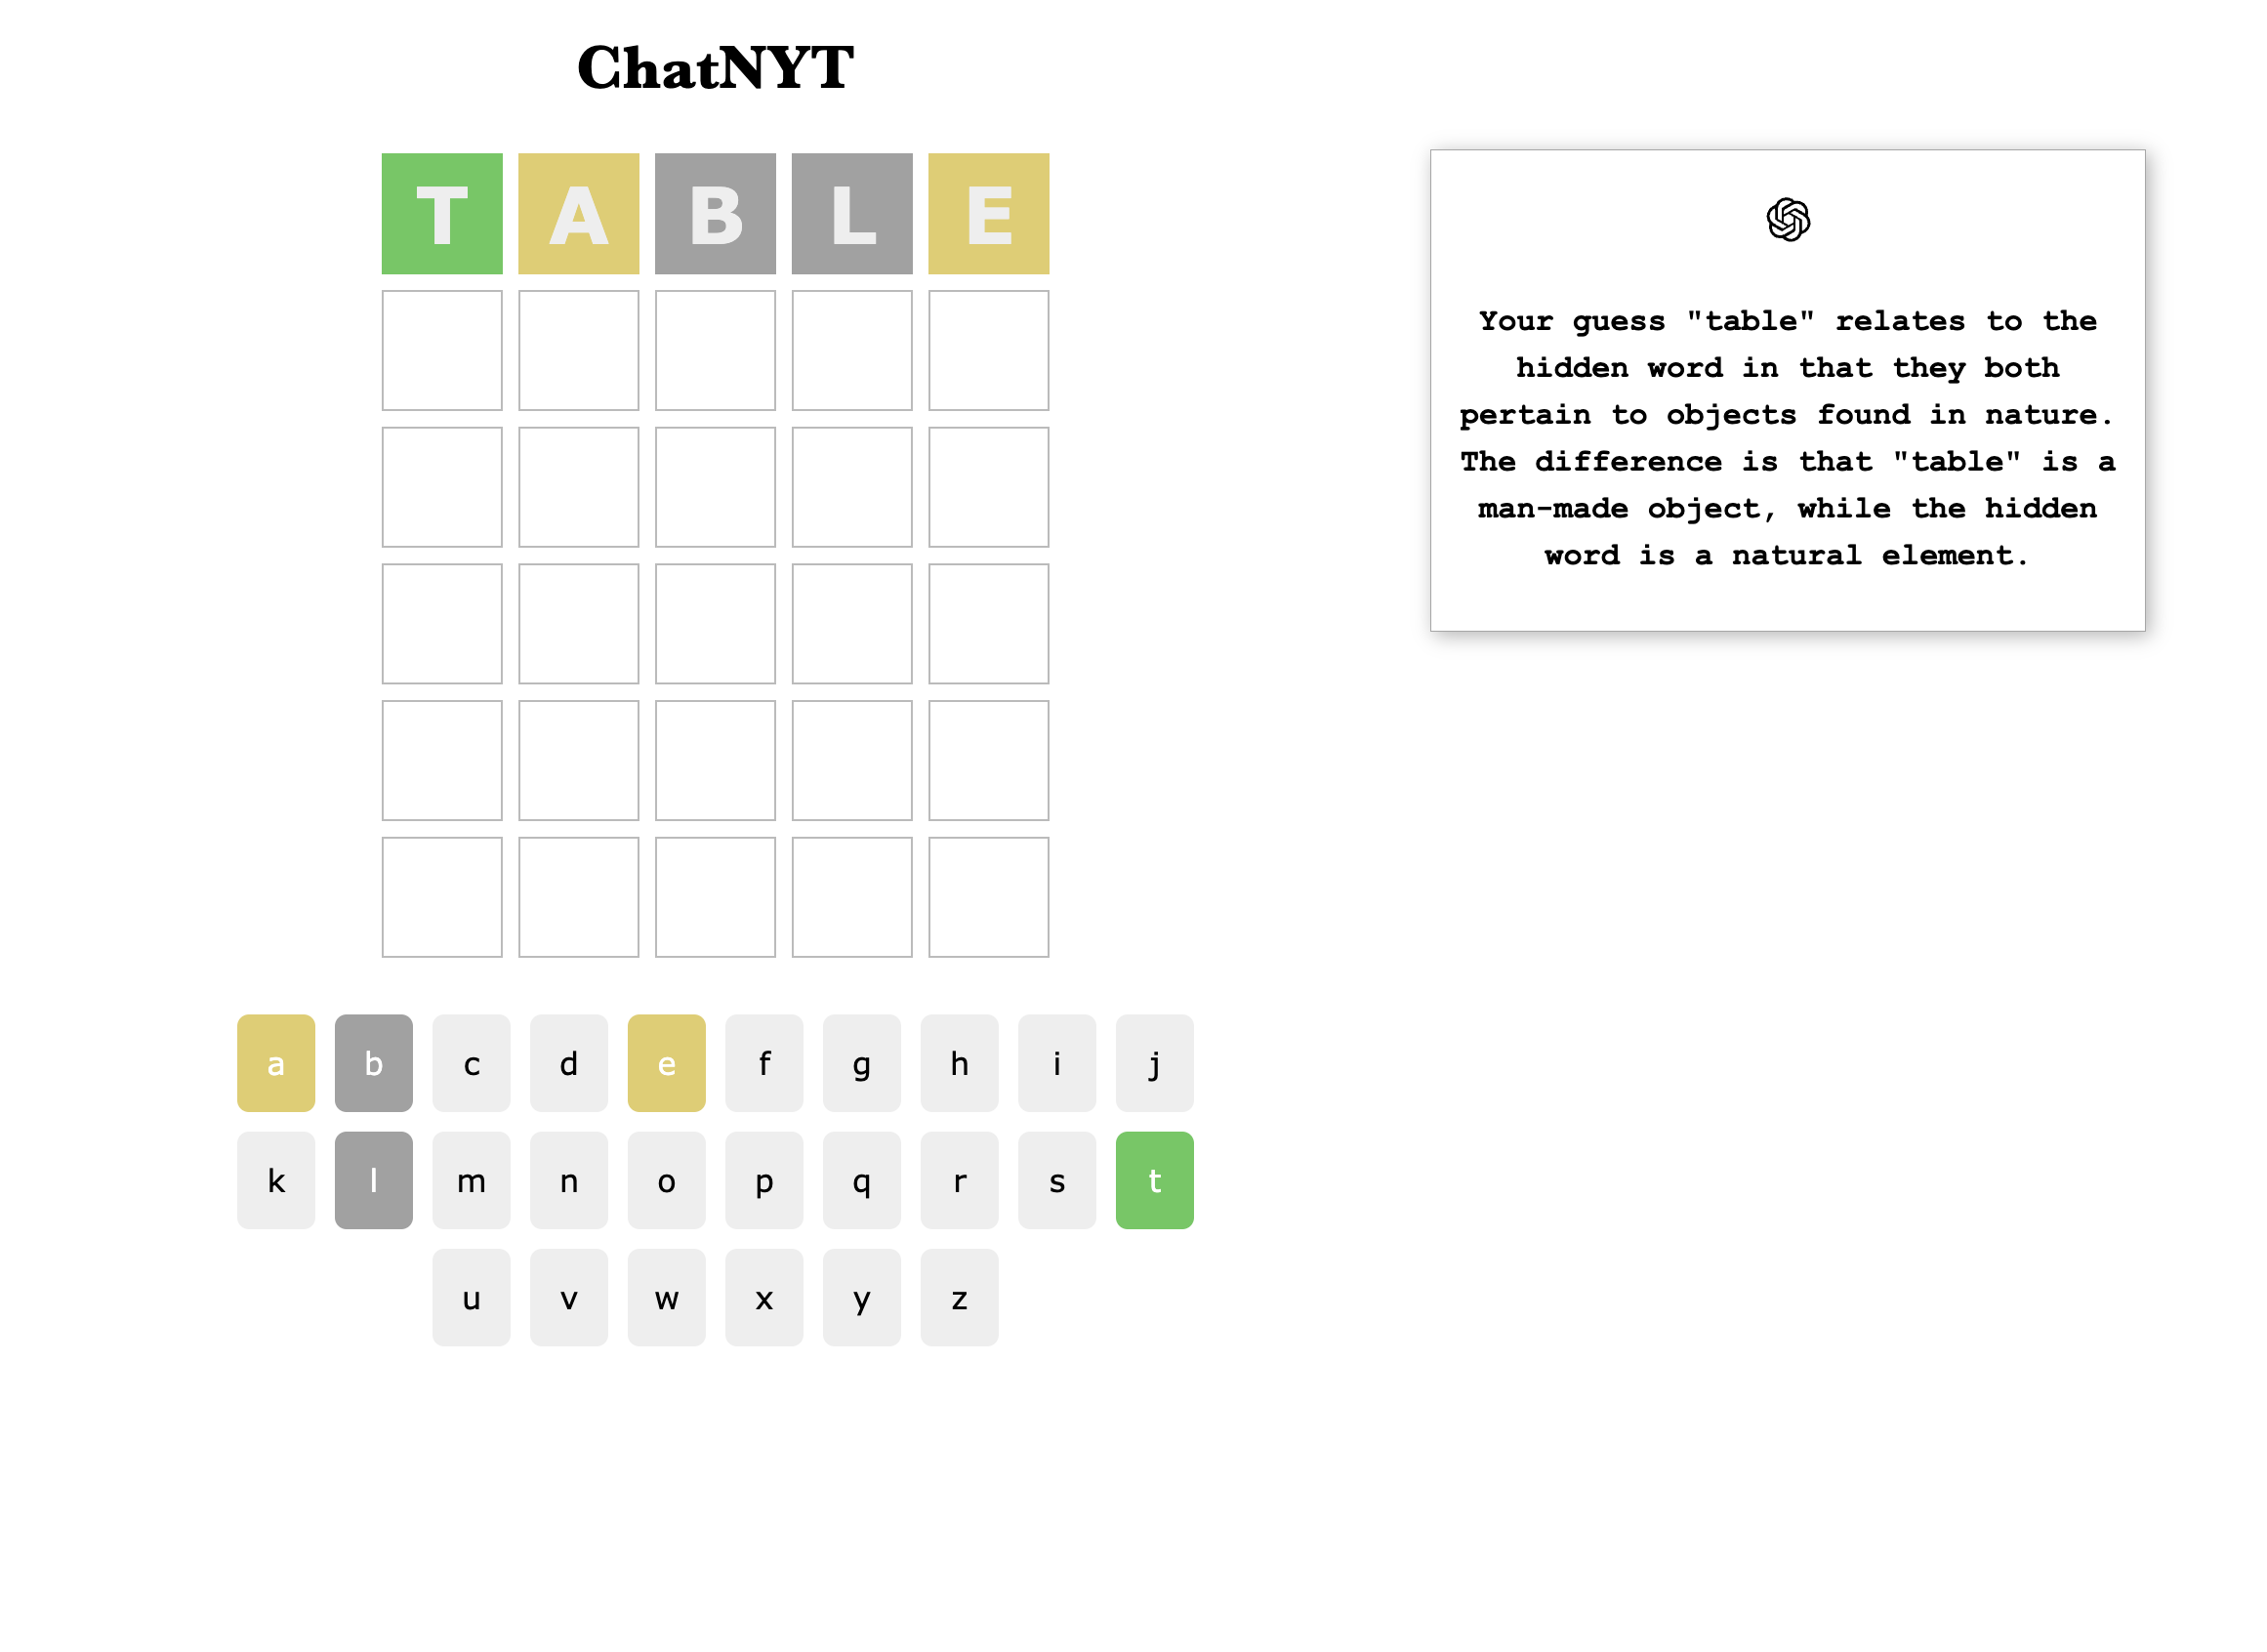 ChatNYT
T A B L E
Your guess "table" relates to the
hidden word in that they both
pertain to objects found in nature.
The difference is that "table" is a
man-made object, while the hidden
word is a natural element.
a b c d e f g h i j
k l m n o p q r s t
u v w x y z